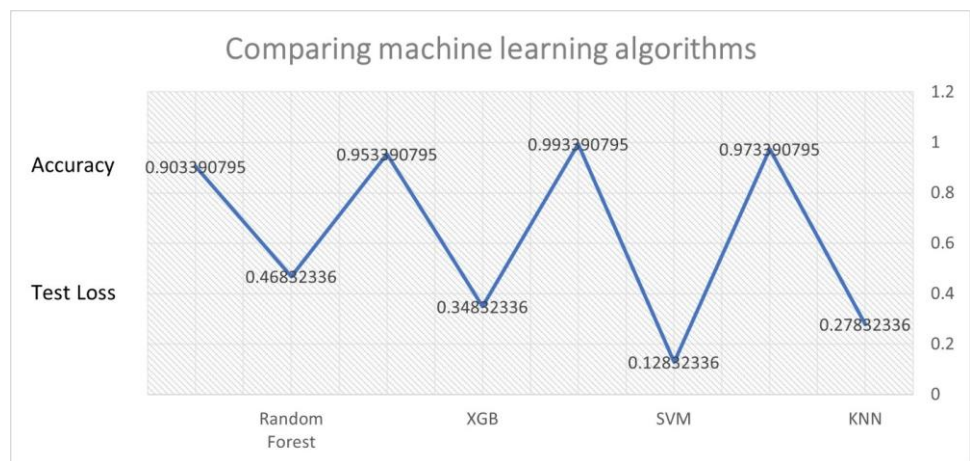 Comparing machine learning algorithms
1.2
1
0.8
0.6
0.4
0.2
0
Accuracy
Test Loss
0.903390795
0.46832336
0.953390795
0.34832336
0.993390795
0.12832336
0.973390795
0.27832336
Random
Forest
XGB
SVM
KNN